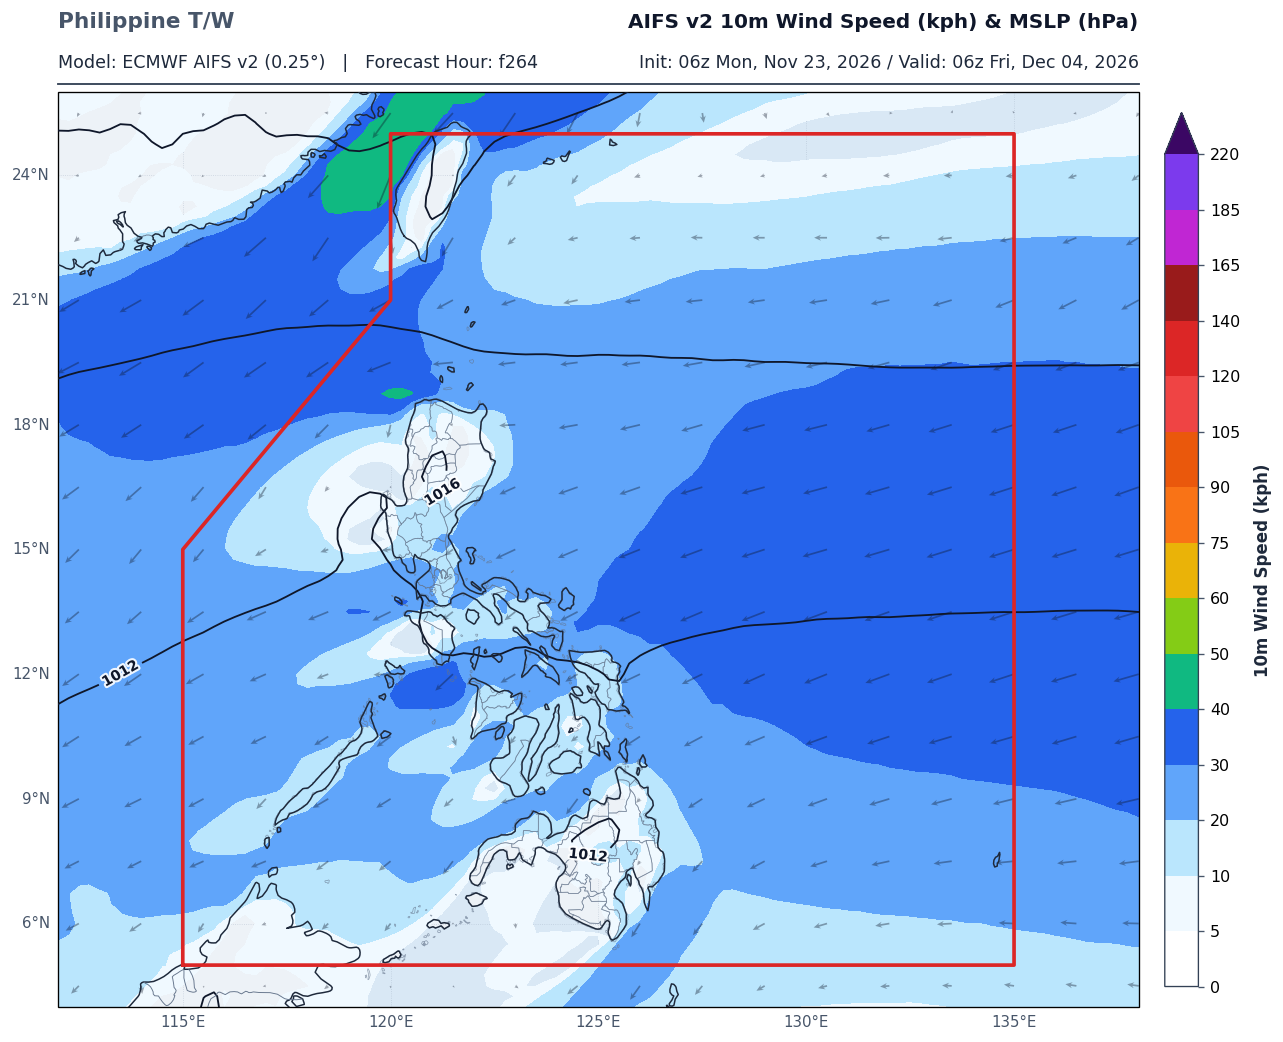 Philippine T/W
AIFS v2 10m Wind Speed (kph) & MSLP (hPa)
Model: ECMWF AIFS v2 (0.25°) | Forecast Hour: f264
Init: 06z Mon, Nov 23, 2026 / Valid: 06z Fri, Dec 04, 2026
24°N
21°N
18°N
15°N
12°N
9°N
6°N
1016
1012
1012
115°E
120°E
125°E
130°E
135°E
220
185
165
140
120
105
90
75
60
50
40
30
20
10
5
0
10m Wind Speed (kph)